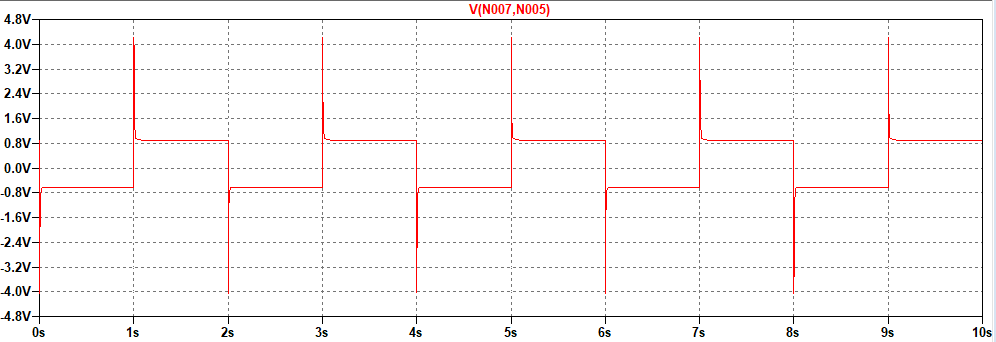 V(N007,N005)
4.8V
4.0V
3.2V
2.4V
1.6V
0.8V
0.0V
-0.8V
-1.6V
-2.4V
-3.2V
-4.0V
-4.8V
0s 1s 2s 3s 4s 5s 6s 7s 8s 9s 10s